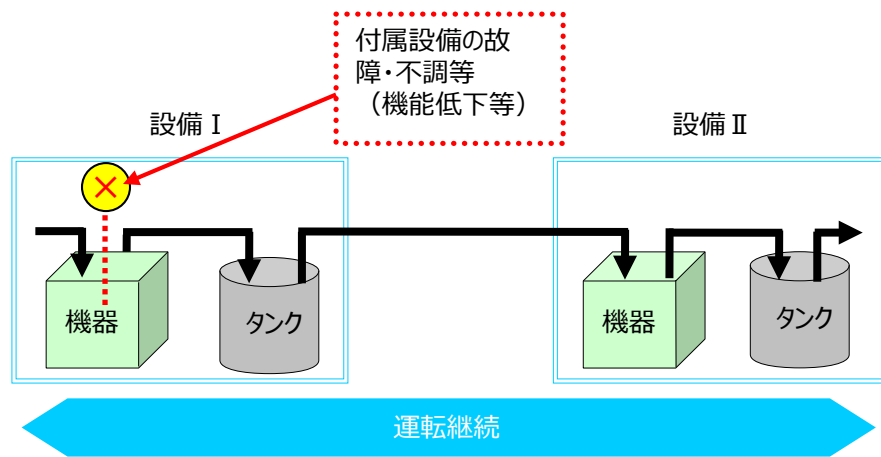 付属設備の故
障・不調等
（機能低下等）
設備Ⅰ
設備Ⅱ
機器
タンク
機器
タンク
運転継続